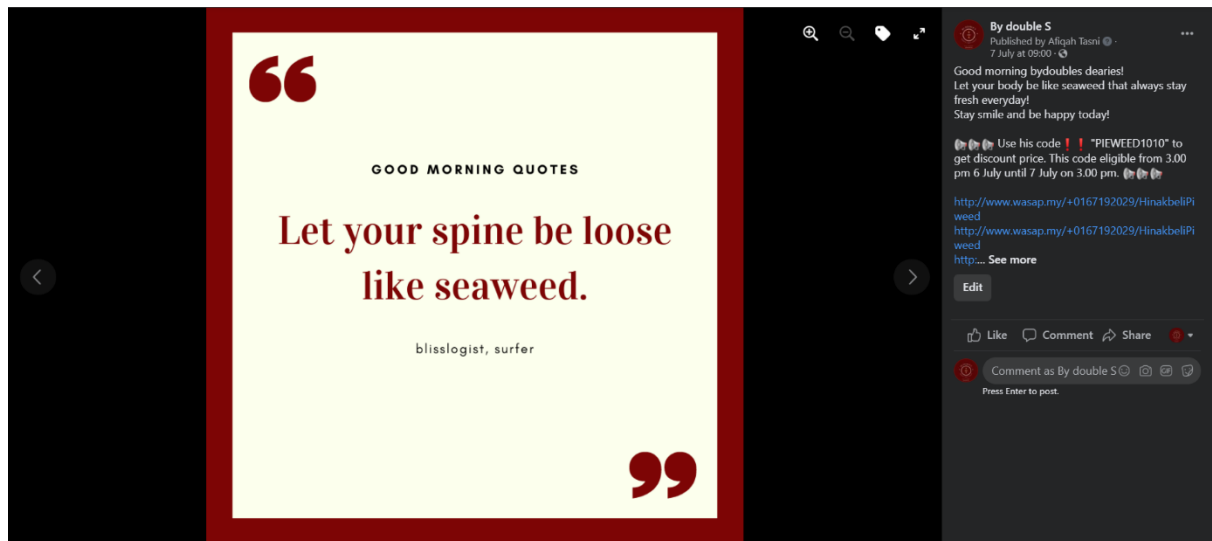 GOOD MORNING QUOTES
Let your spine be loose
like seaweed.
blisslogist, surfer
By double S
Published by Afiqah Tasni ·
7 July at 09:00 ·
Good morning bydoubles dearies!
Let your body be like seaweed that always stay
fresh everyday!
Stay smile and be happy today!
Use his code❗❗ "PIEWEED1010" to
get discount price. This code eligible from 3.00
pm 6 July until 7 July on 3.00 pm.
http://www.wasap.my/+0167192029/HinakbeliPi
weed
http://www.wasap.my/+0167192029/HinakbeliPi
weed
http:... See more
Edit
Like Comment Share
Comment as By double S
Press Enter to post.